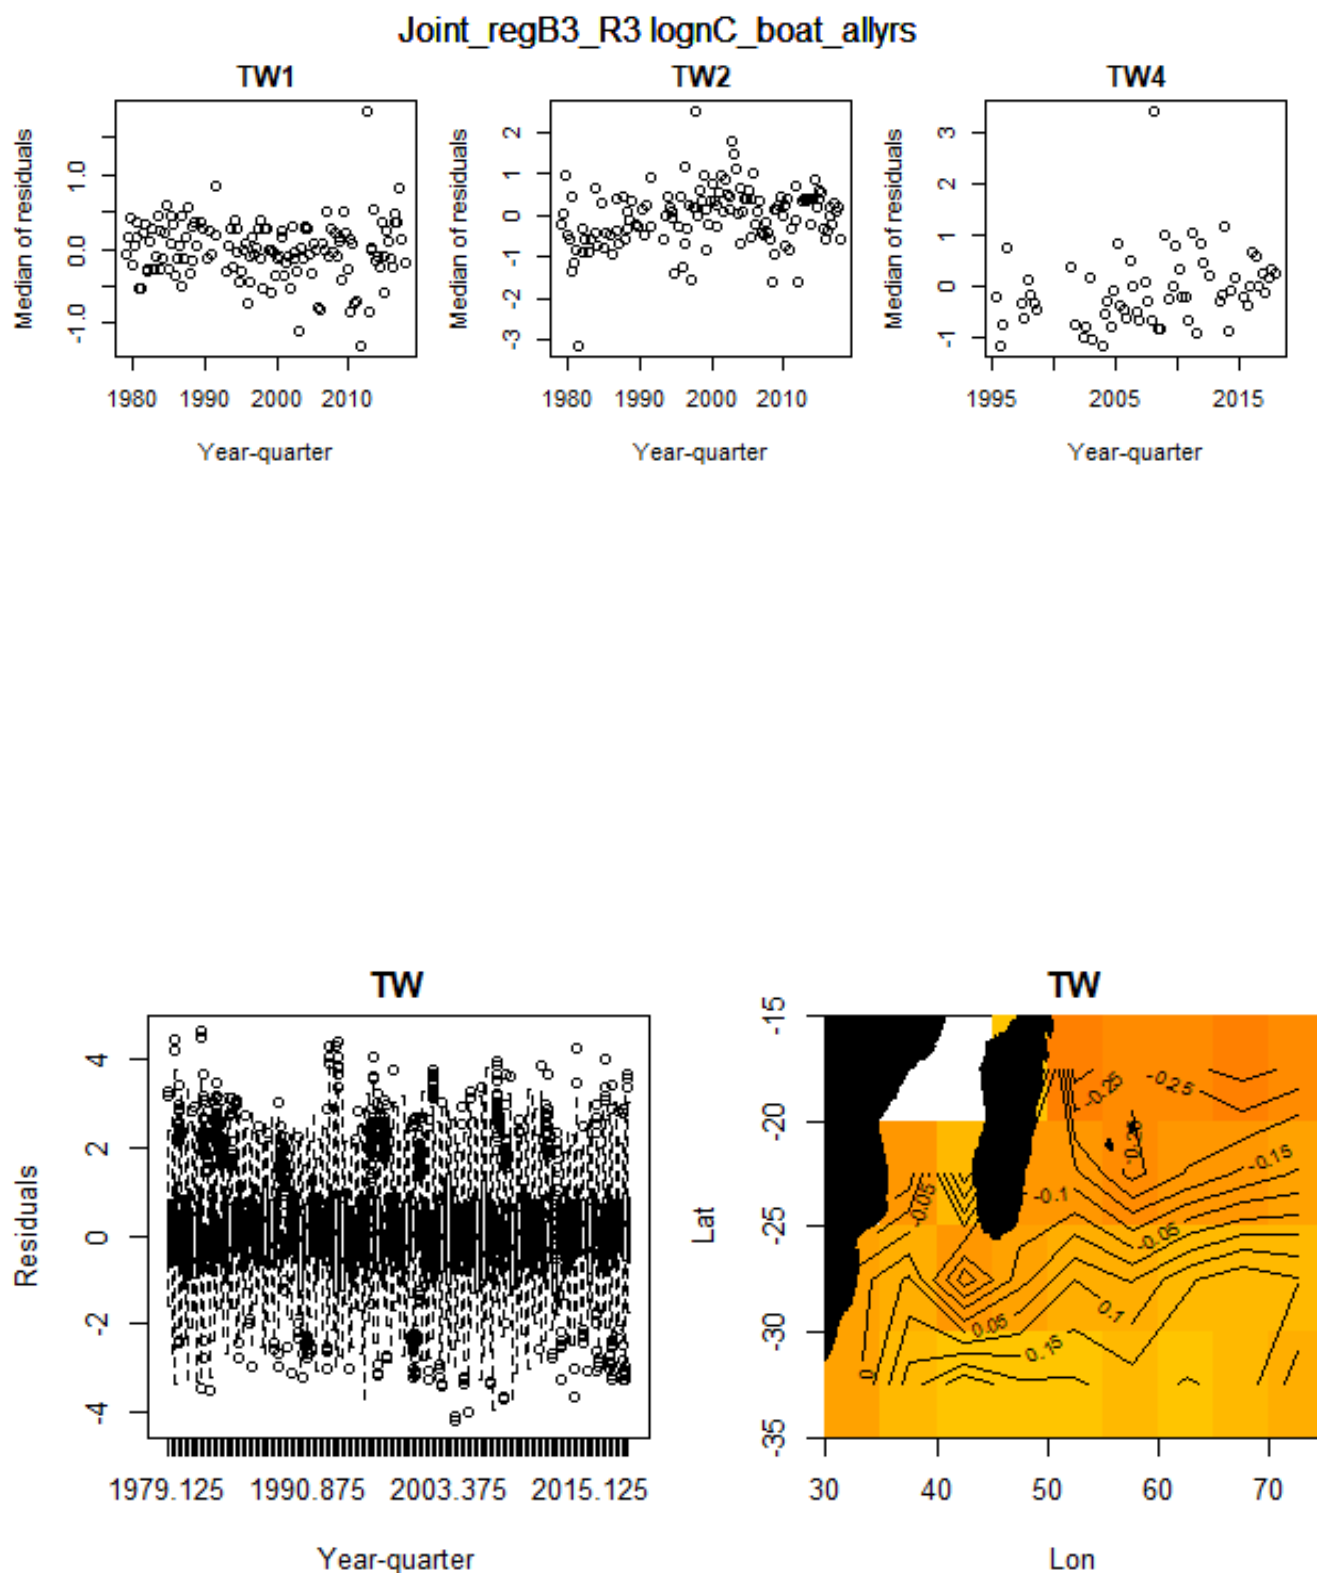 Joint_regB3_R3 lognC_boat_allyrs
TW1
TW2
TW4
Median of residuals
-1.0
0.0
1.0
1980 1990 2000 2010
Year-quarter
Median of residuals
-3 -2 -1 0 1 2
1980 1990 2000 2010
Year-quarter
Median of residuals
-1 0 1 2 3
1995 2005 2015
Year-quarter
TW
Residuals
-4 -2 0 2 4
1979.125 1990.875 2003.375 2015.125
Year-quarter
TW
Lat
-35 -30 -25 -20 -15
-0.25
-0.25
-0.15
-0.05
-0.1
-0.05
0.1
0.05
0.15
0
30 40 50 60 70
Lon